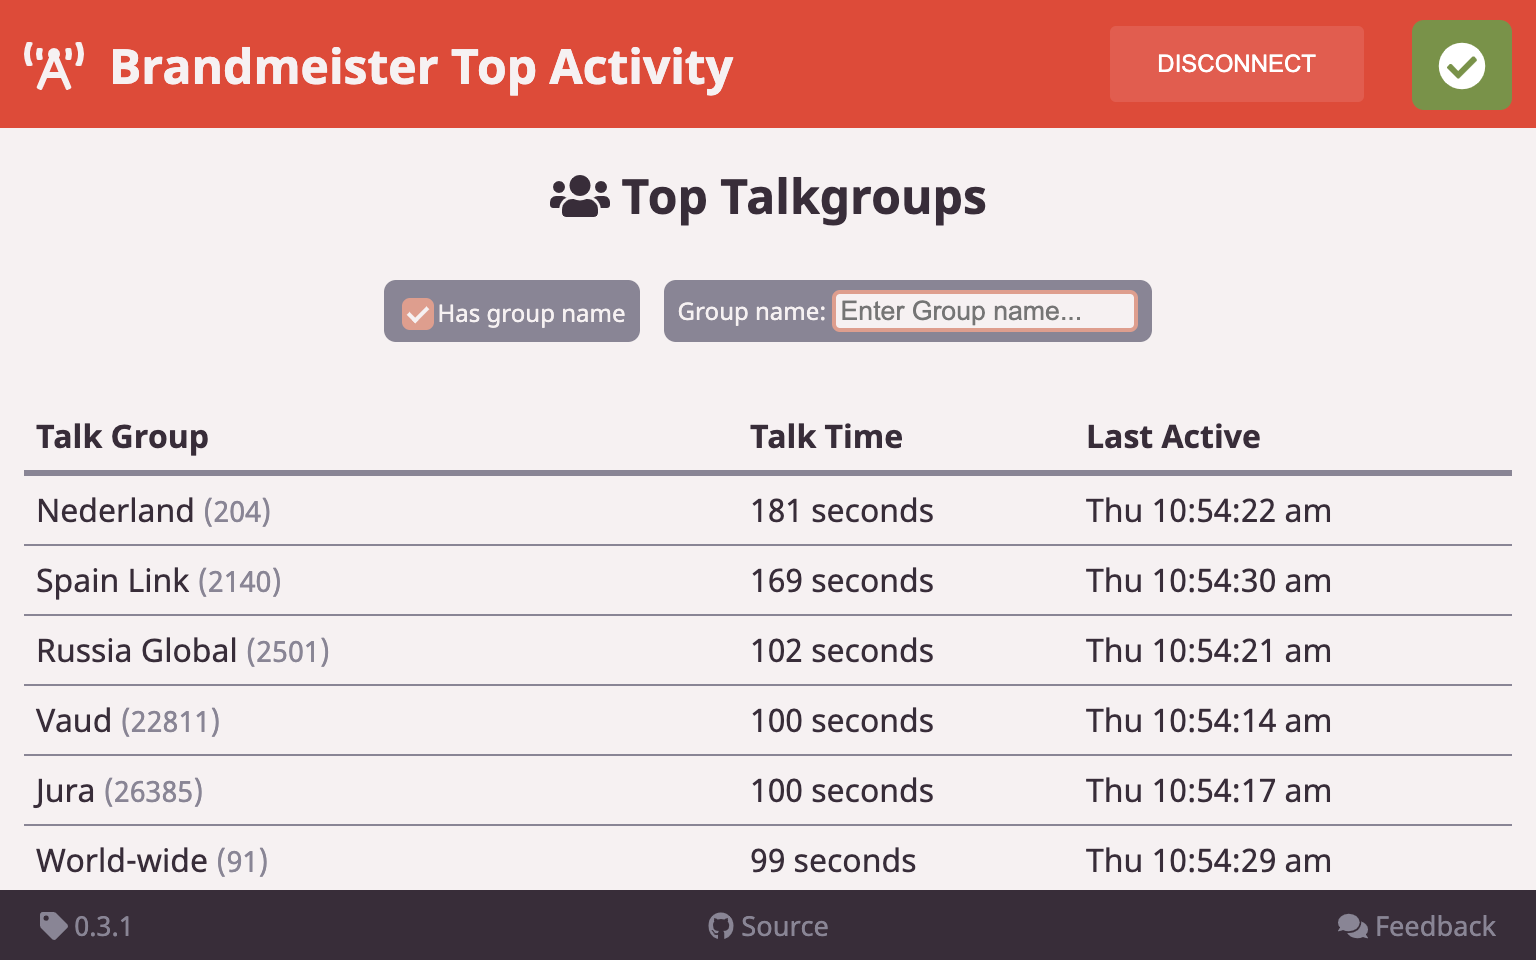 Brandmeister Top Activity
DISCONNECT
Top Talkgroups
Has group name
Group name: Enter Group name...
Talk Group Talk Time Last Active
Nederland (204) 181 seconds Thu 10:54:22 am
Spain Link (2140) 169 seconds Thu 10:54:30 am
Russia Global (2501) 102 seconds Thu 10:54:21 am
Vaud (22811) 100 seconds Thu 10:54:14 am
Jura (26385) 100 seconds Thu 10:54:17 am
World-wide (91) 99 seconds Thu 10:54:29 am
0.3.1 Source Feedback